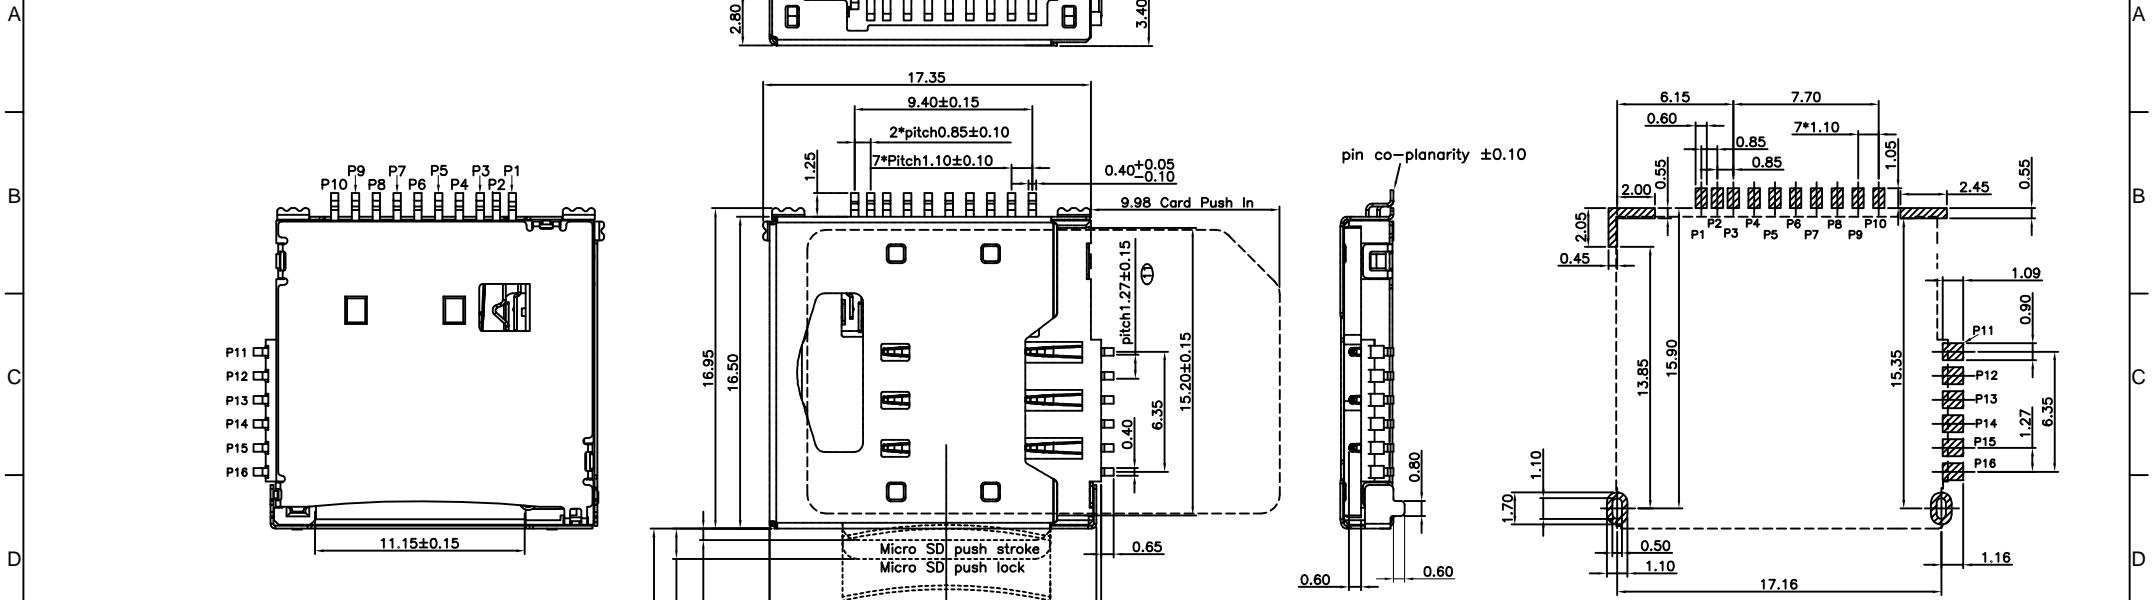 A
A
2.80
3.40
17.35
9.40±0.15
2*pitch0.85±0.10
7*Pitch1.10±0.10
1.25
0.40+0.05
-0.10
9.98 Card Push In
pin co-planarity ±0.10
6.15
7.70
0.60
7*1.10
0.85
0.85
0.55
1.05
2.00
2.45
0.55
B
B
P10
P9
P8
P7
P6
P5
P4
P3
P2
P1
P1
P2
P3
P4
P5
P6
P7
P8
P9
P10
2.05
0.45
1.09
0.90
pitch1.27±0.15
11
16.95
16.50
15.20±0.15
6.35
0.40
13.85
15.90
15.35
C
C
P11
P12
P13
P14
P15
P16
P11
P12
P13
P14
P15
P16
1.27
6.35
0.80
1.10
1.70
11.15±0.15
Micro SD push stroke
Micro SD push lock
0.65
0.60
0.60
0.50
1.10
1.16
17.16
D
D